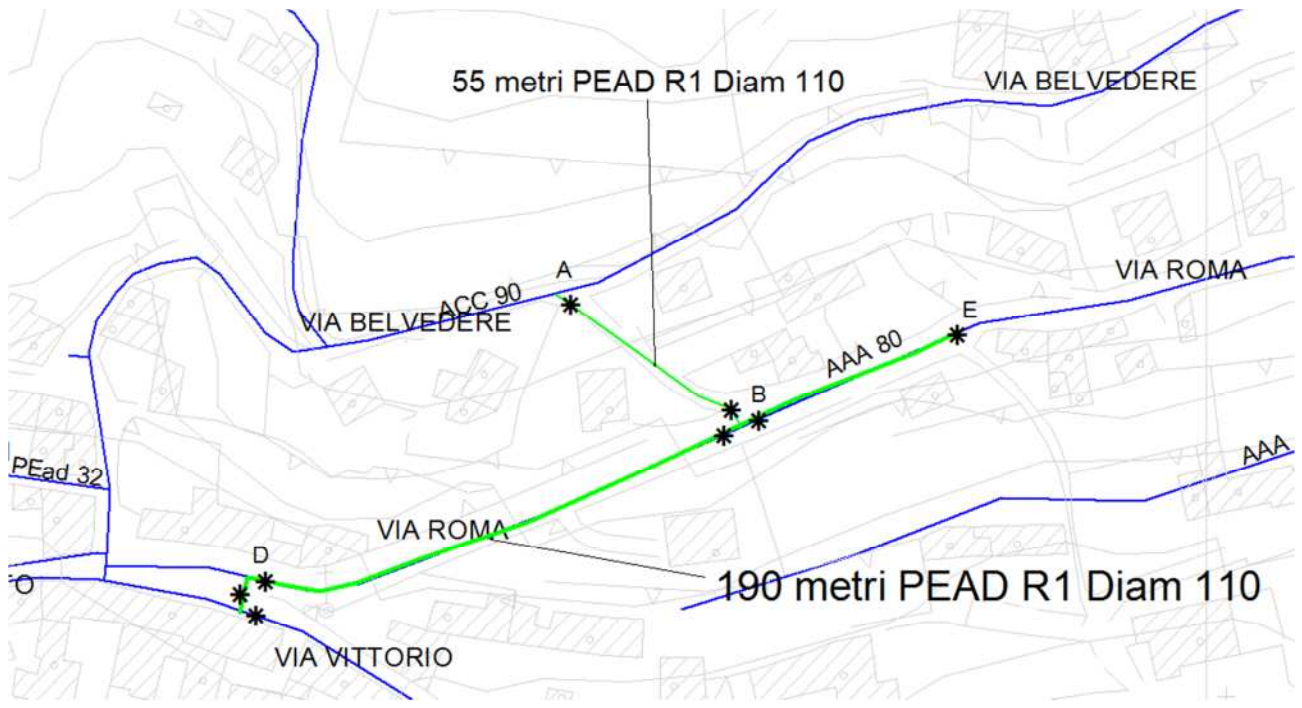 VIA BELVEDERE
55 metri PEAD R1 Diam 110
A
VIA ROMA
ACC 90
VIA BELVEDERE
E
AAA 80
B
AAA
PEad 32
VIA ROMA
D
190 metri PEAD R1 Diam 110
TO
VIA VITTORIO